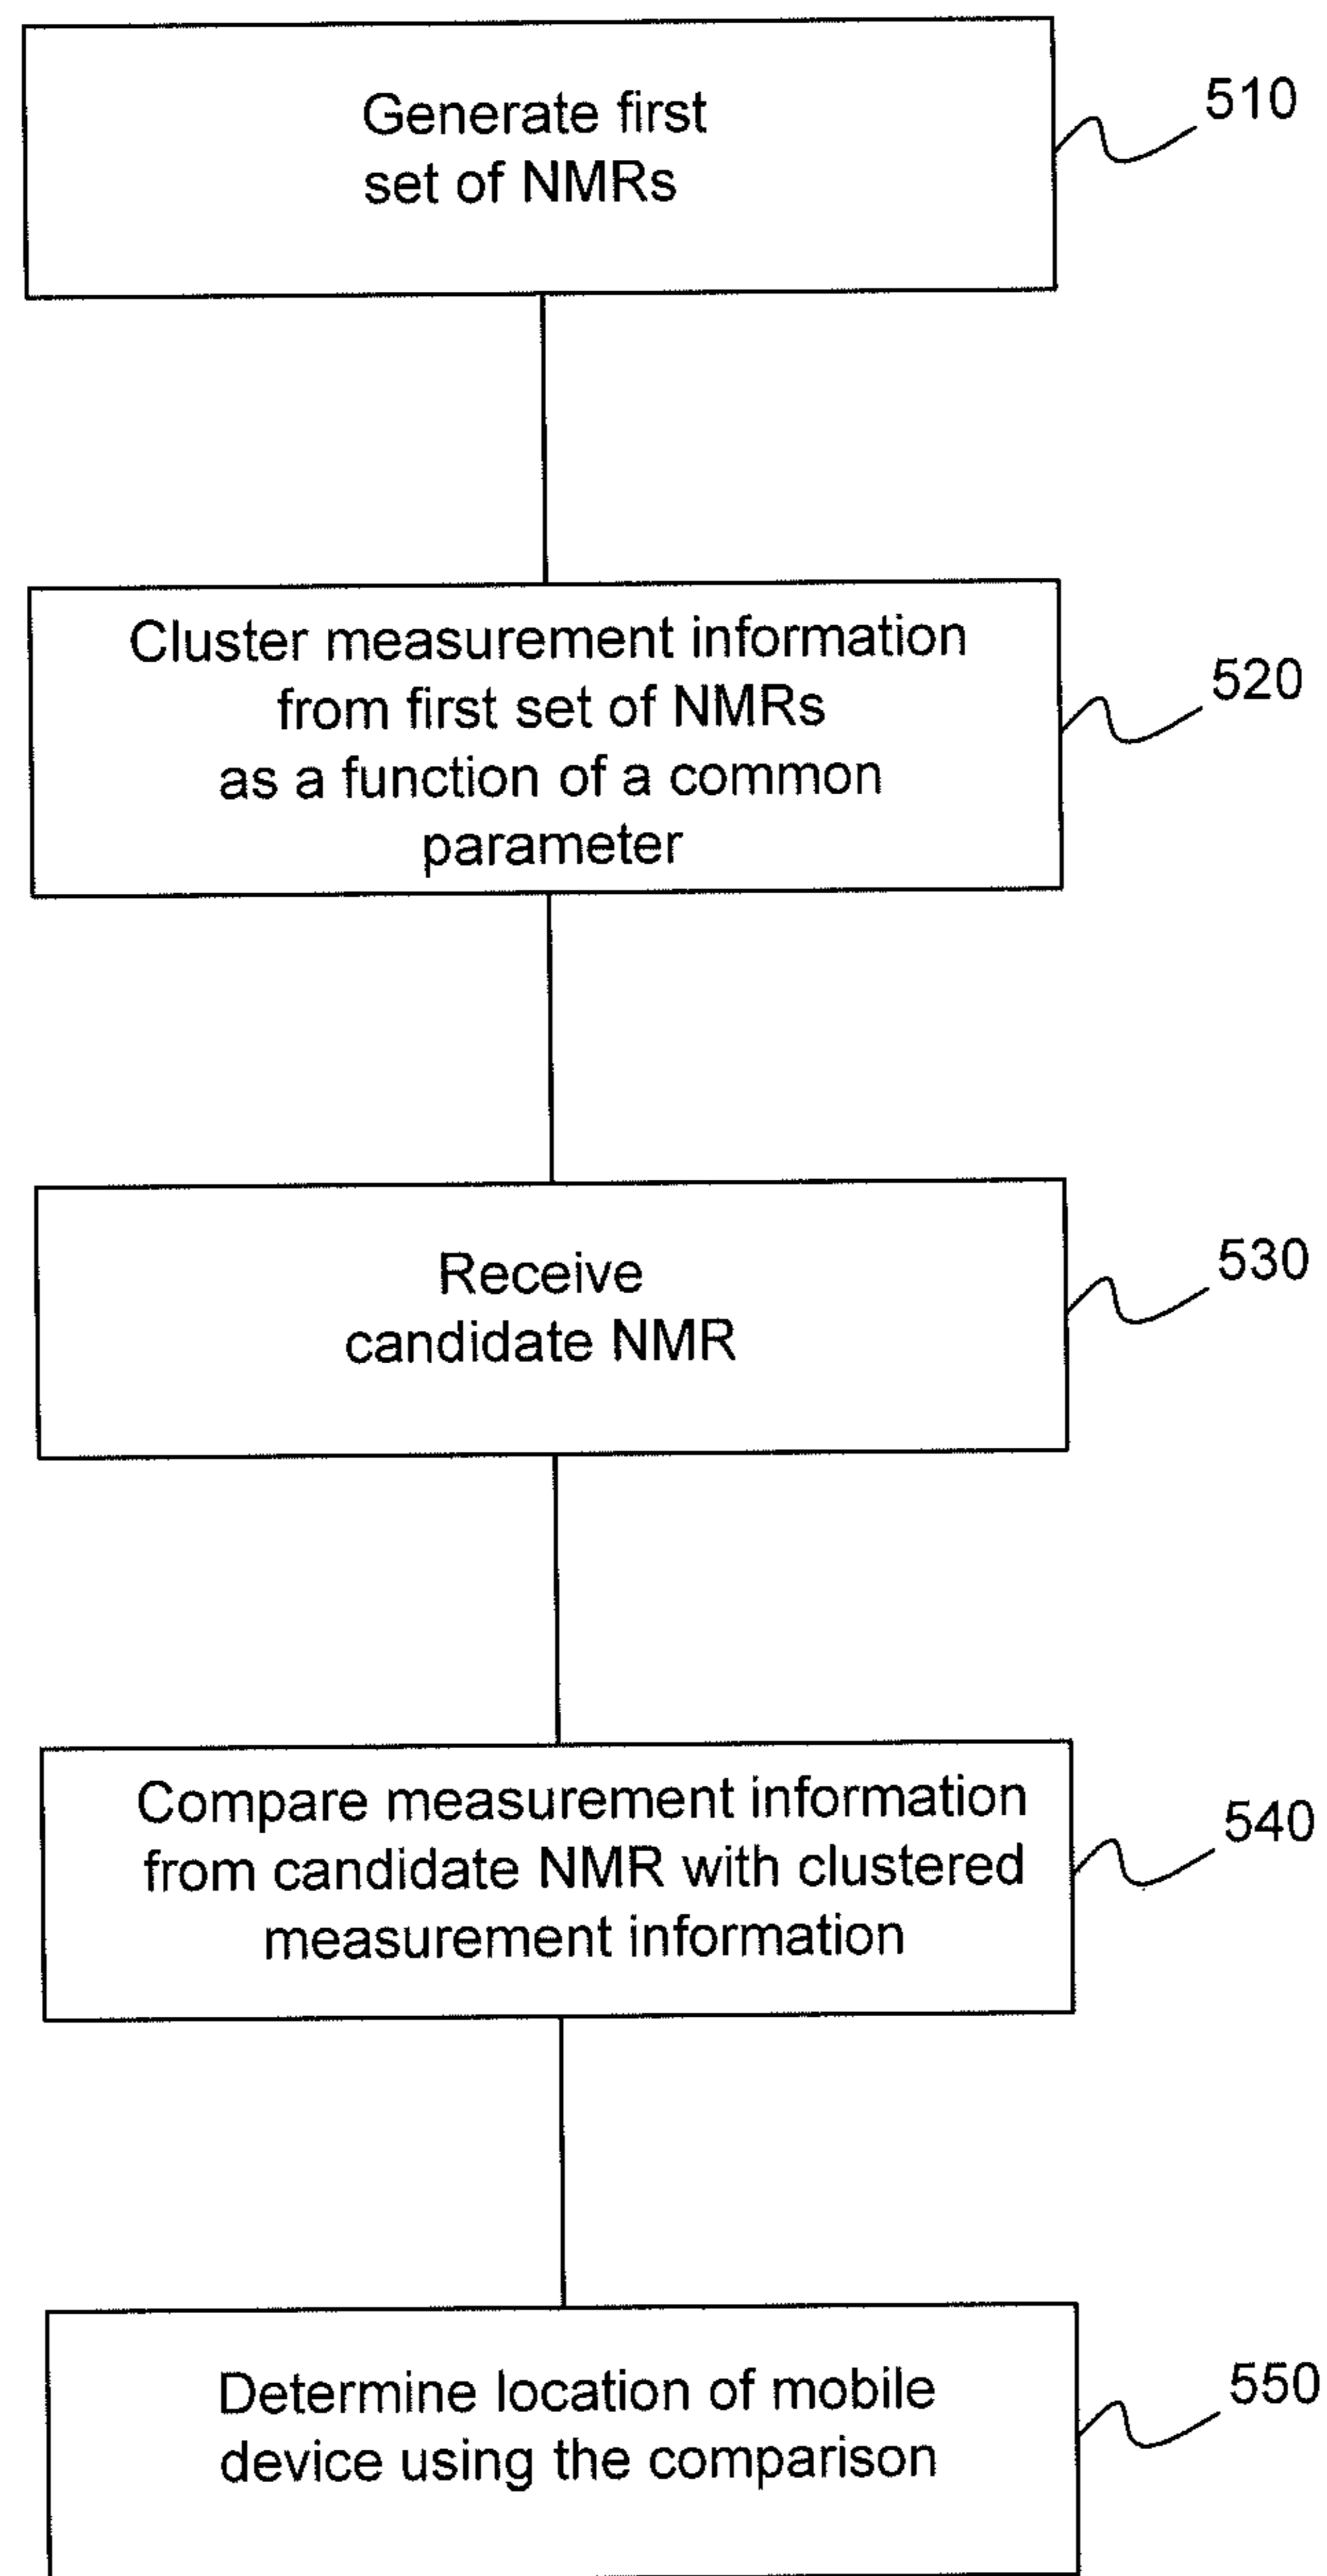 Generate first
set of NMRs
510
Cluster measurement information
from first set of NMRs
as a function of a common
parameter
520
Receive
candidate NMR
530
Compare measurement information
from candidate NMR with clustered
measurement information
540
Determine location of mobile
device using the comparison
550